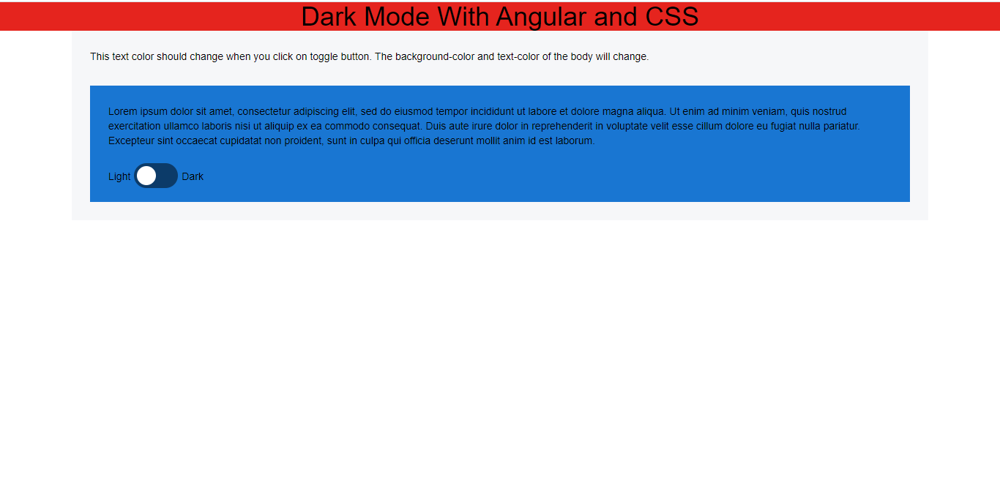 Dark Mode With Angular and CSS
This text color should change when you click on toggle button. The background-color and text-color of the body will change.
Lorem ipsum dolor sit amet, consectetur adipiscing elit, sed do eiusmod tempor incididunt ut labore et dolore magna aliqua. Ut enim ad minim veniam, quis nostrud
exercitation ullamco laboris nisi ut aliquip ex ea commodo consequat. Duis aute irure dolor in reprehenderit in voluptate velit esse cillum dolore eu fugiat nulla pariatur.
Excepteur sint occaecat cupidatat non proident, sunt in culpa qui officia deserunt mollit anim id est laborum.
Light Dark